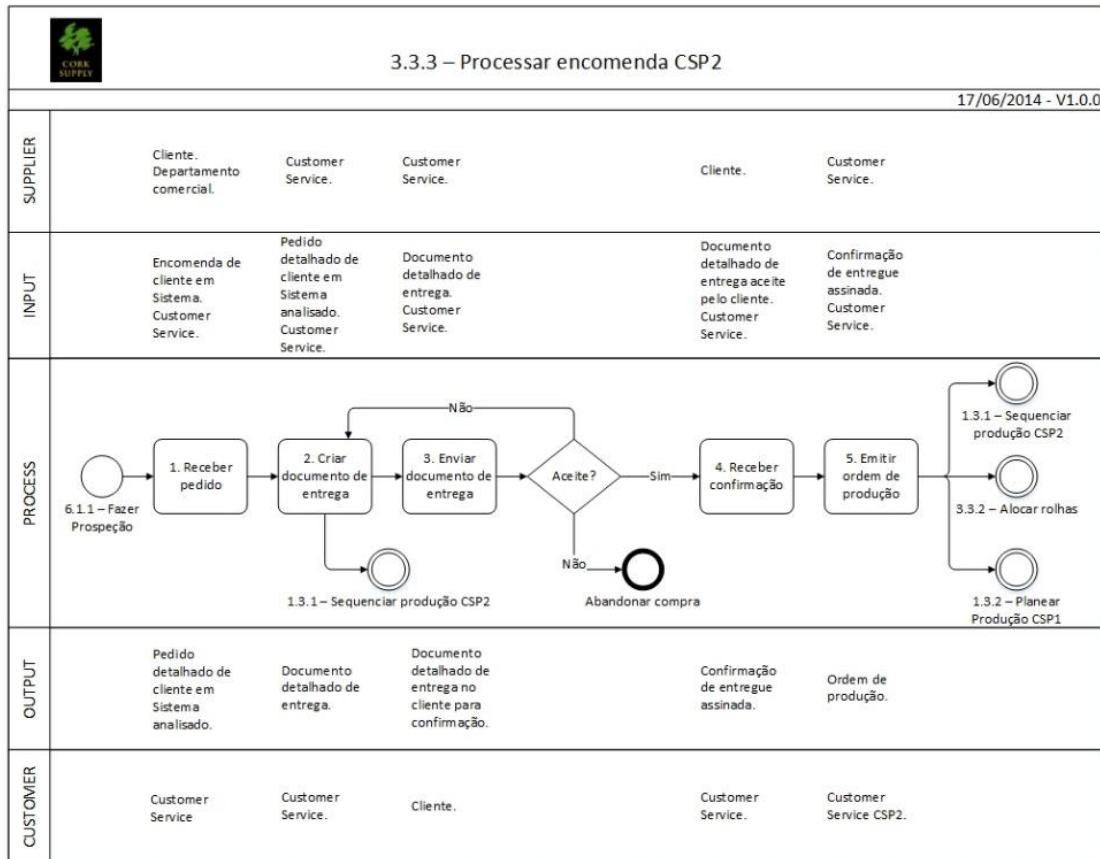 CORK
SUPPLY
3.3.3 – Processar encomenda CSP2
17/06/2014 - V1.0.0
SUPPLIER
Cliente.
Departamento
comercial.
Customer
Service.
Customer
Service.
Cliente.
Customer
Service.
INPUT
Encomenda de
cliente em
Sistema.
Customer
Service.
Pedido
detalhado de
cliente em
Sistema
analisado.
Customer
Service.
Documento
detalhado de
entrega.
Customer
Service.
Documento
detalhado de
entrega aceite
pelo cliente.
Customer
Service.
Confirmação
de entregue
assinada.
Customer
Service.
PROCESS
6.1.1 – Fazer
Prospeção
1. Receber
pedido
2. Criar
documento de
entrega
3. Enviar
documento de
entrega
Aceite?
Não
Sim
Não
4. Receber
confirmação
5. Emitir
ordem de
produção
1.3.1 – Sequenciar produção CSP2
Abandonar compra
1.3.1 – Sequenciar
produção CSP2
3.3.2 – Alocar rolhas
1.3.2 – Planear
Produção CSP1
OUTPUT
Pedido
detalhado de
cliente em
Sistema
analisado.
Documento
detalhado de
entrega.
Documento
detalhado de
entrega no
cliente para
confirmação.
Confirmação
de entregue
assinada.
Ordem de
produção.
CUSTOMER
Customer
Service
Customer
Service.
Cliente.
Customer
Service.
Customer
Service CSP2.